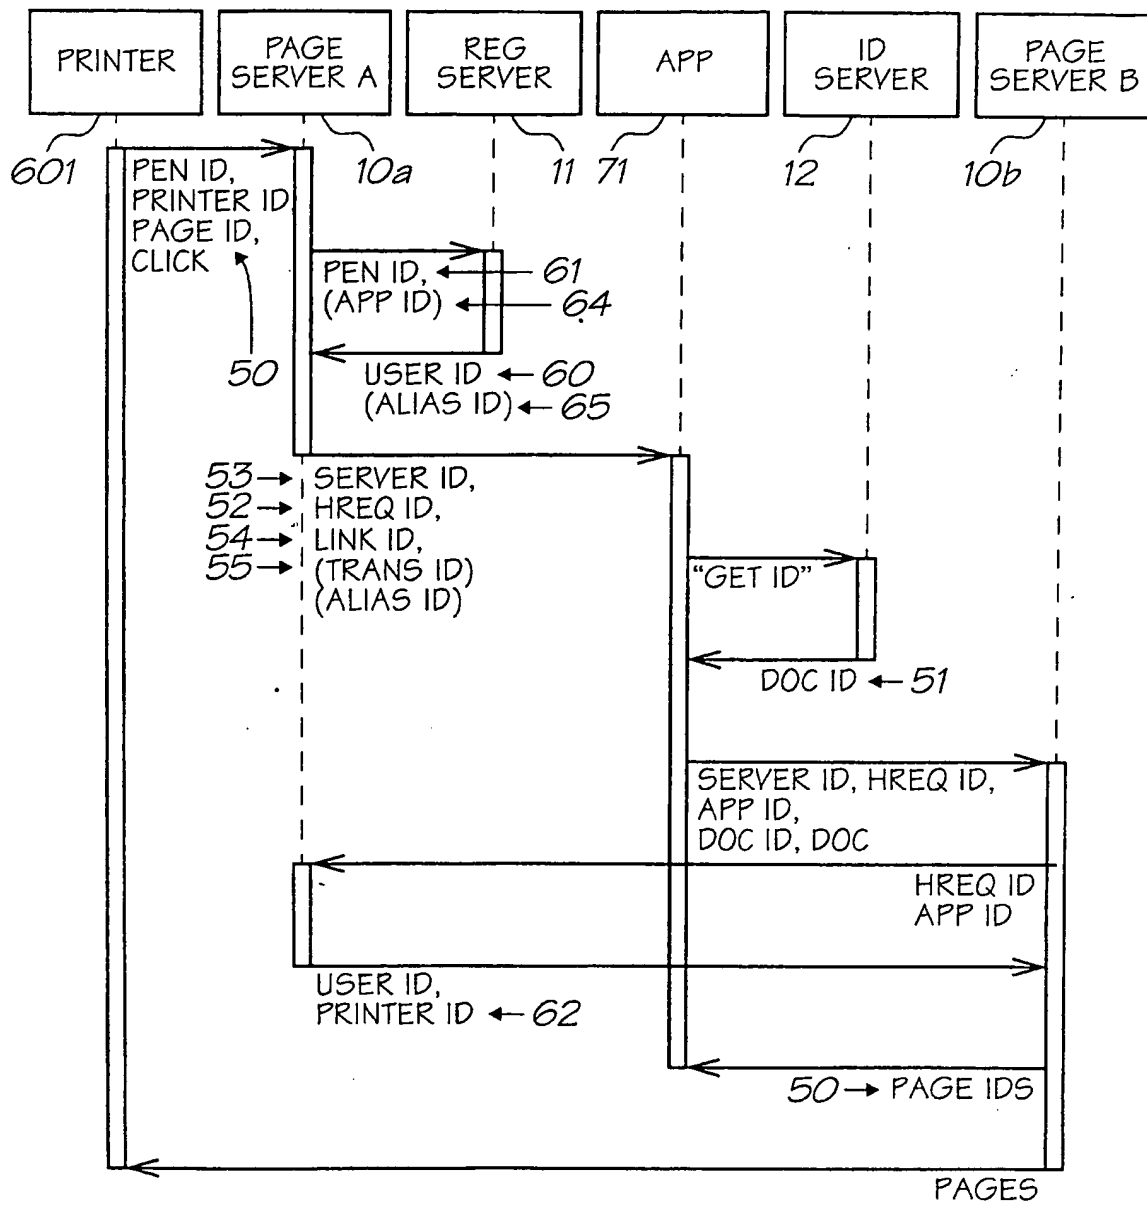 PRINTER
PAGE
SERVER A
REG
SERVER
APP
ID
SERVER
PAGE
SERVER B
601
10a
11
71
12
10b
PEN ID,
PRINTER ID
PAGE ID,
CLICK
50
PEN ID, 61
(APP ID) 64
USER ID 60
(ALIAS ID) 65
53 SERVER ID,
52 HREQ ID,
54 LINK ID,
55 (TRANS ID)
(ALIAS ID)
"GET ID"
DOC ID 51
SERVER ID, HREQ ID,
APP ID,
DOC ID, DOC
HREQ ID
APP ID
USER ID,
PRINTER ID 62
50 PAGE IDS
PAGES